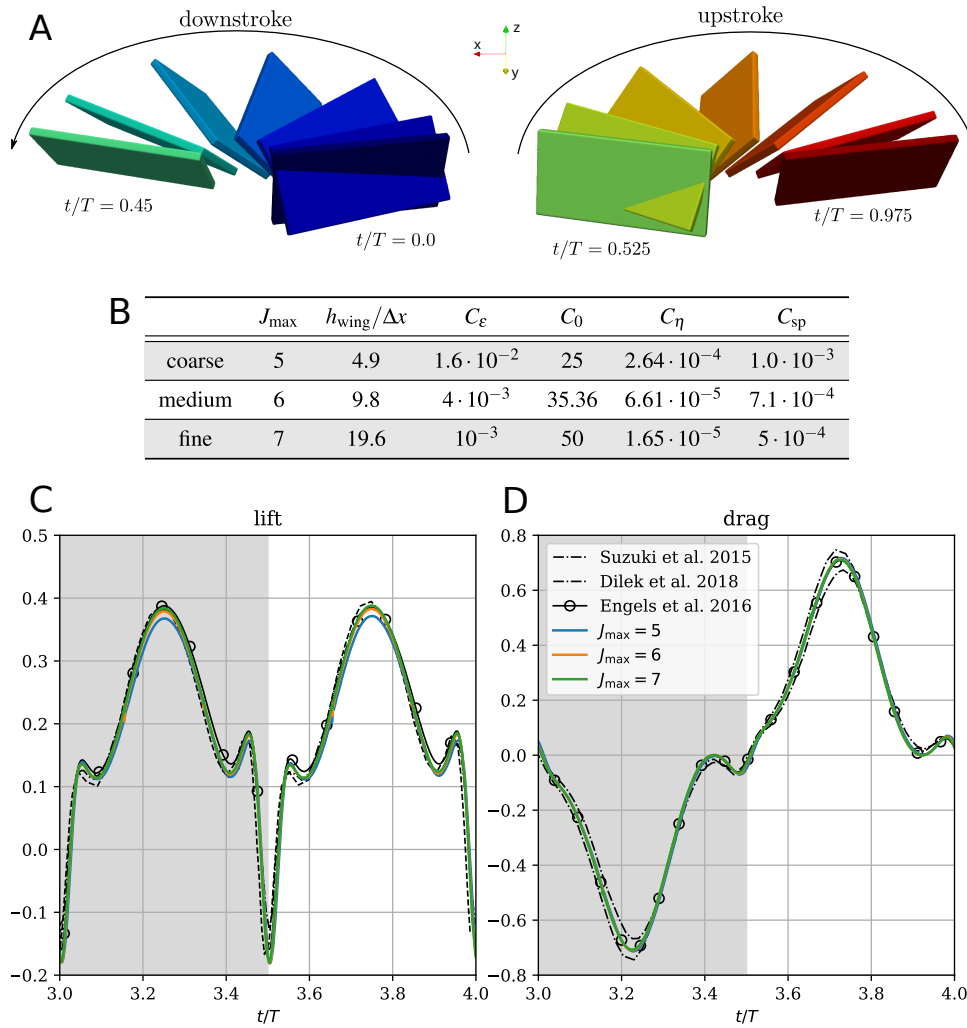 A
downstroke
upstroke
z
x
y
t/T = 0.45
t/T = 0.0
t/T = 0.525
t/T = 0.975
B
J_max h_wing/Δx C_ε C_0 C_η C_sp
coarse 5 4.9 1.6 · 10^−2 25 2.64 · 10^−4 1.0 · 10^−3
medium 6 9.8 4 · 10^−3 35.36 6.61 · 10^−5 7.1 · 10^−4
fine 7 19.6 10^−3 50 1.65 · 10^−5 5 · 10^−4
C
lift
0.5
0.4
0.3
0.2
0.1
0.0
−0.1
−0.2
3.0 3.2 3.4 3.6 3.8 4.0
t/T
D
drag
Suzuki et al. 2015
Dilek et al. 2018
Engels et al. 2016
J_max = 5
J_max = 6
J_max = 7
0.8
0.6
0.4
0.2
0.0
−0.2
−0.4
−0.6
−0.8
3.0 3.2 3.4 3.6 3.8 4.0
t/T